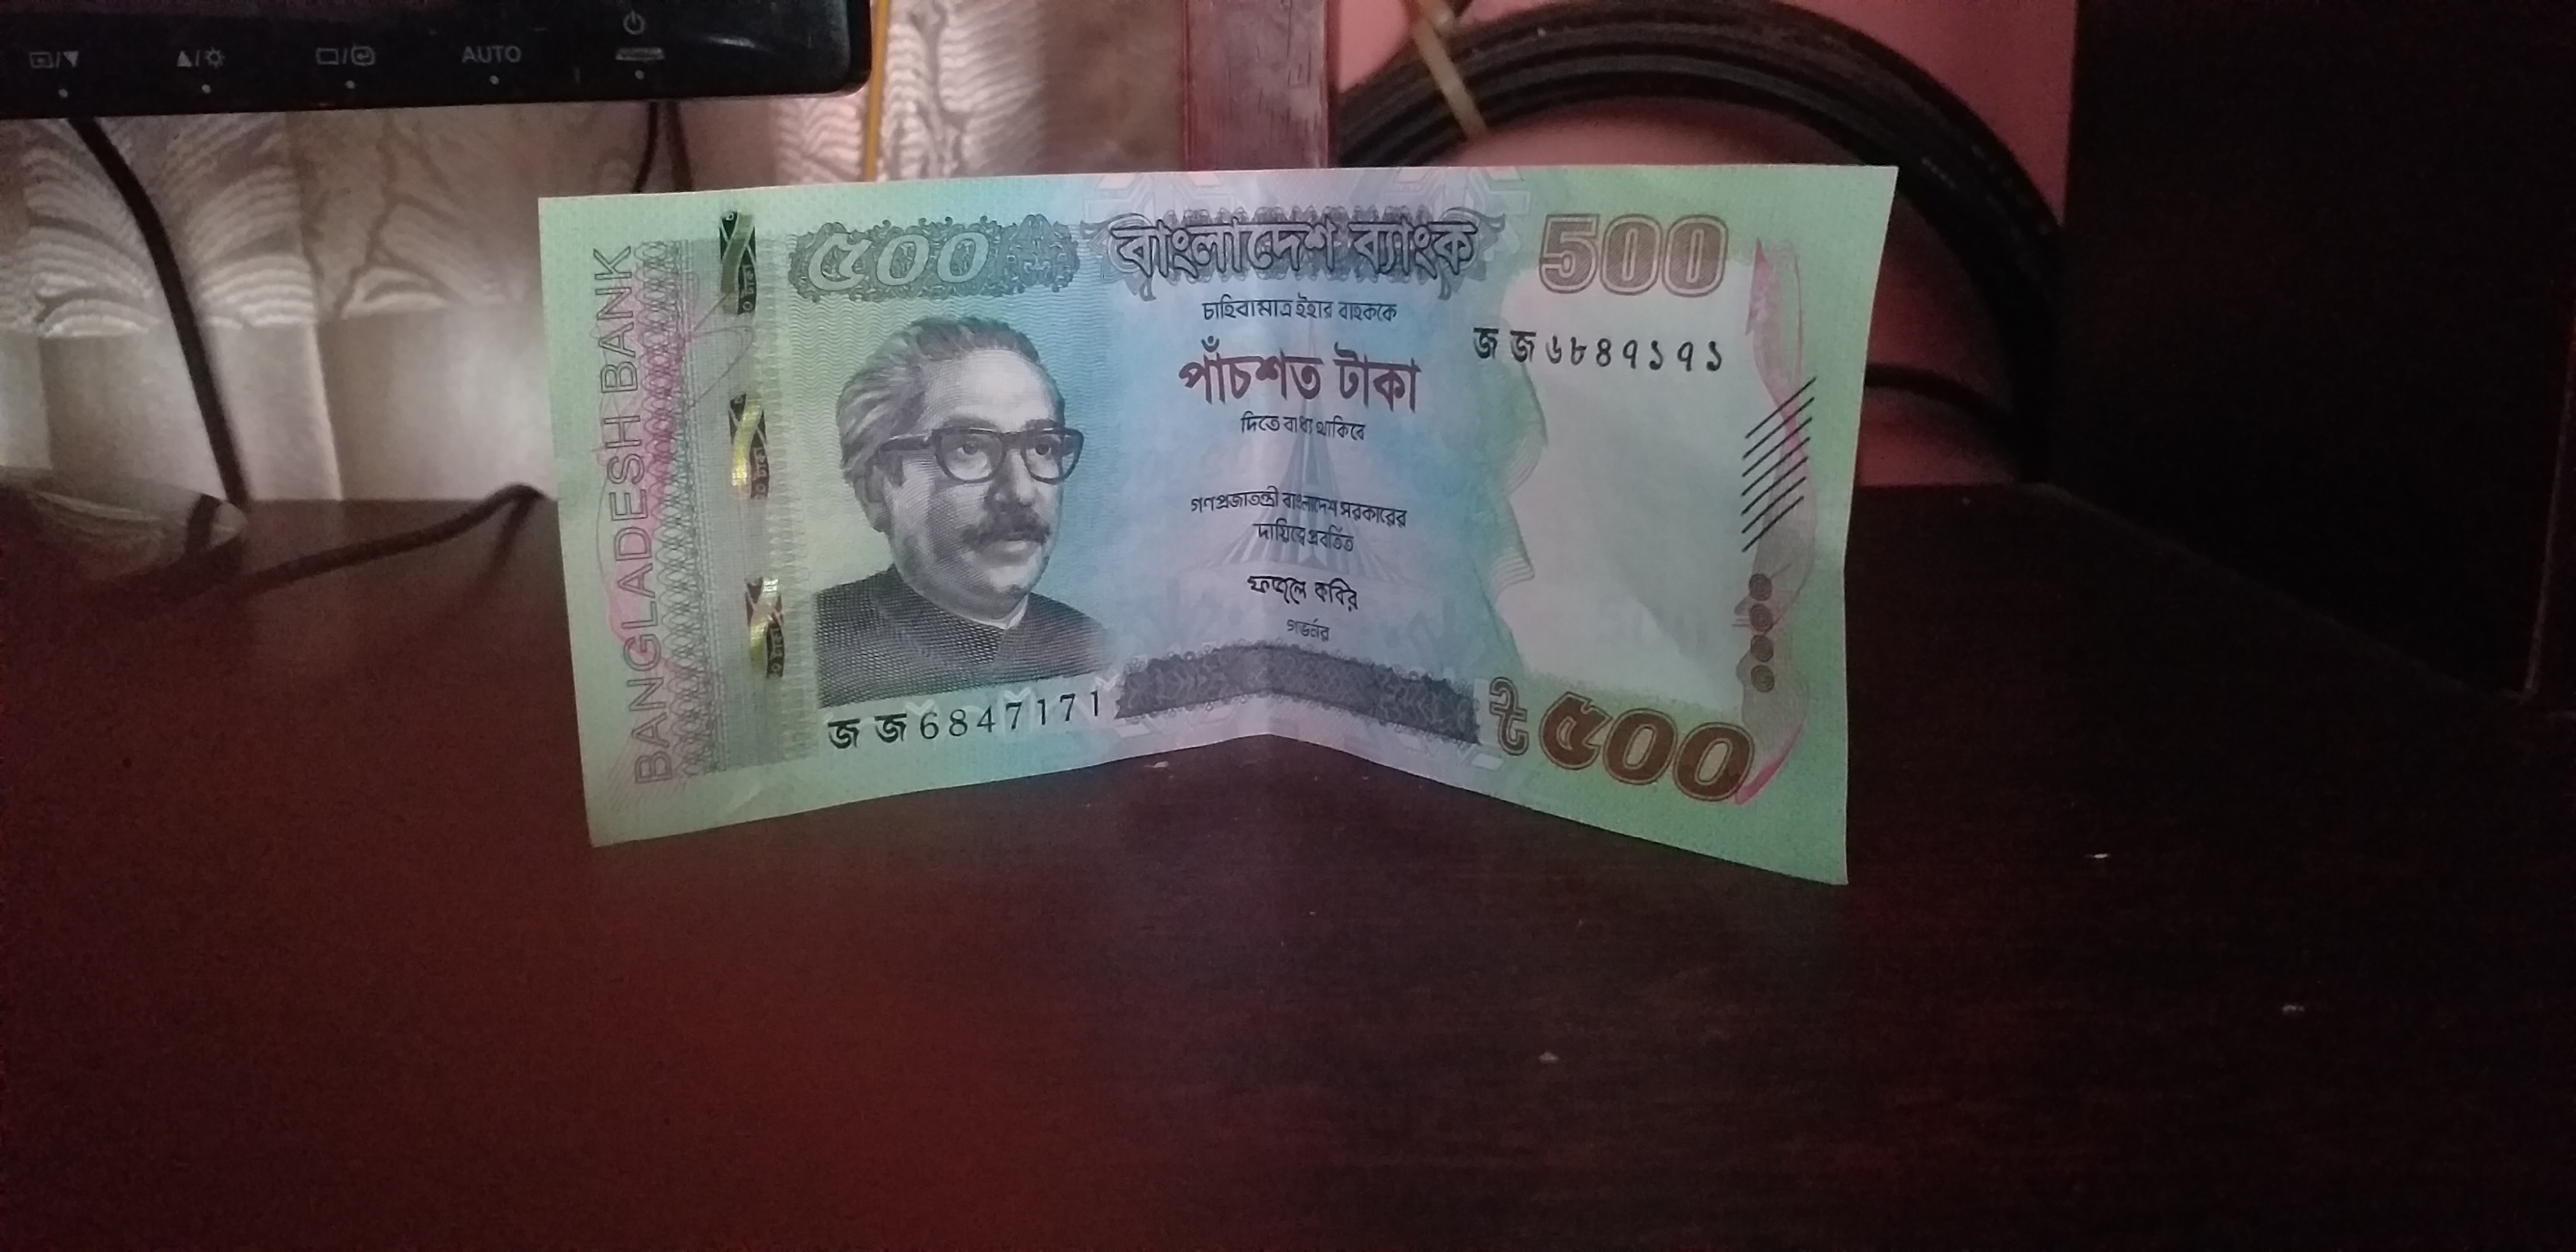 AUTO
BANGLADESH BANK
৫০০
বাংলাদেশ ব্যাংক
500
চাহিবামাত্র ইহার বাহককে
পাঁচশত টাকা
দিতে বাধ্য থাকিবে
জ জ ৬৮৪৭১৭১
গণপ্রজাতন্ত্রী বাংলাদেশ সরকারের
দায়িত্বে প্রবর্তিত
ফজলে কবির
গভর্নর
জ জ 6847171
৳৫০০